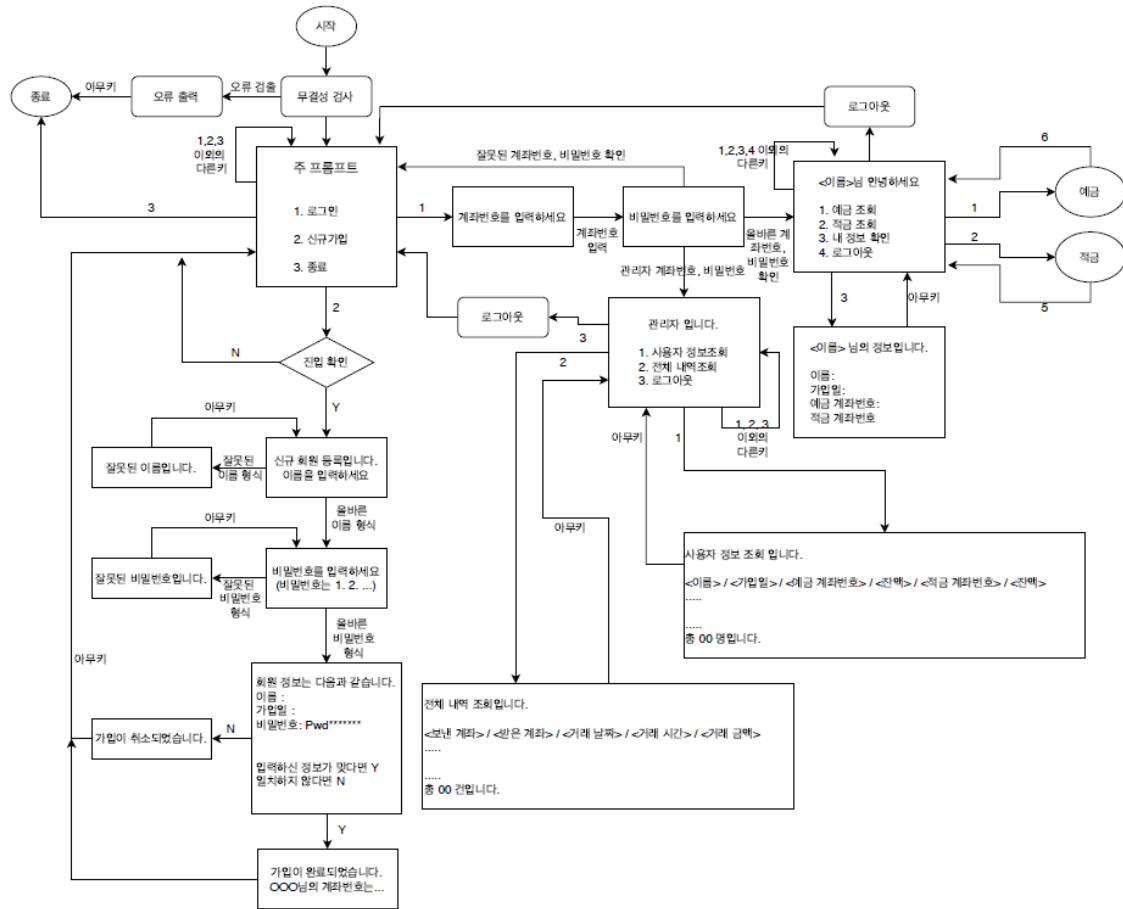 시작
종료
아무키
오류 출력
오류 검출
무결성 검사
로그아웃
1,2,3
이외의
다른키
주 프롬프트
1. 로그인
2. 신규가입
3. 종료
3
1
잘못된 계좌번호, 비밀번호 확인
계좌번호를 입력하세요
계좌번호
입력
비밀번호를 입력하세요
올바른 계
좌번호,
비밀번호
확인
관리자 계좌번호, 비밀번호
1,2,3,4 이외의
다른키
<이름>님 안녕하세요
1. 예금 조회
2. 적금 조회
3. 내 정보 확인
4. 로그아웃
6
예금
1
2
적금
5
3
아무키
<이름> 님의 정보입니다.
이름:
가입일:
예금 계좌번호:
적금 계좌번호
로그아웃
3
관리자 입니다.
1. 사용자 정보조회
2. 전체 내역조회
3. 로그아웃
2
1, 2, 3
이외의
다른키
아무키
1
2
N
진입 확인
Y
아무키
잘못된 이름입니다.
잘못된
이름 형식
신규 회원 등록입니다.
이름을 입력하세요
올바른
이름 형식
아무키
잘못된 비밀번호입니다.
잘못된
비밀번호
형식
비밀번호를 입력하세요
(비밀번호는 1. 2. ...)
올바른
비밀번호
형식
아무키
사용자 정보 조회 입니다.
<이름> / <가입일> / <예금 계좌번호> / <잔액> / <적금 계좌번호> / <잔액>
.....
.....
총 00 명입니다.
아무키
회원 정보는 다음과 같습니다.
이름 :
가입일 :
비밀번호: Pwd*******
입력하신 정보가 맞다면 Y
일치하지 않다면 N
N
가입이 취소되었습니다.
전체 내역 조회입니다.
<보낸 계좌> / <받은 계좌> / <거래 날짜> / <거래 시간> / <거래 금액>
.....
.....
총 00 건입니다.
Y
가입이 완료되었습니다.
OOO님의 계좌번호는...